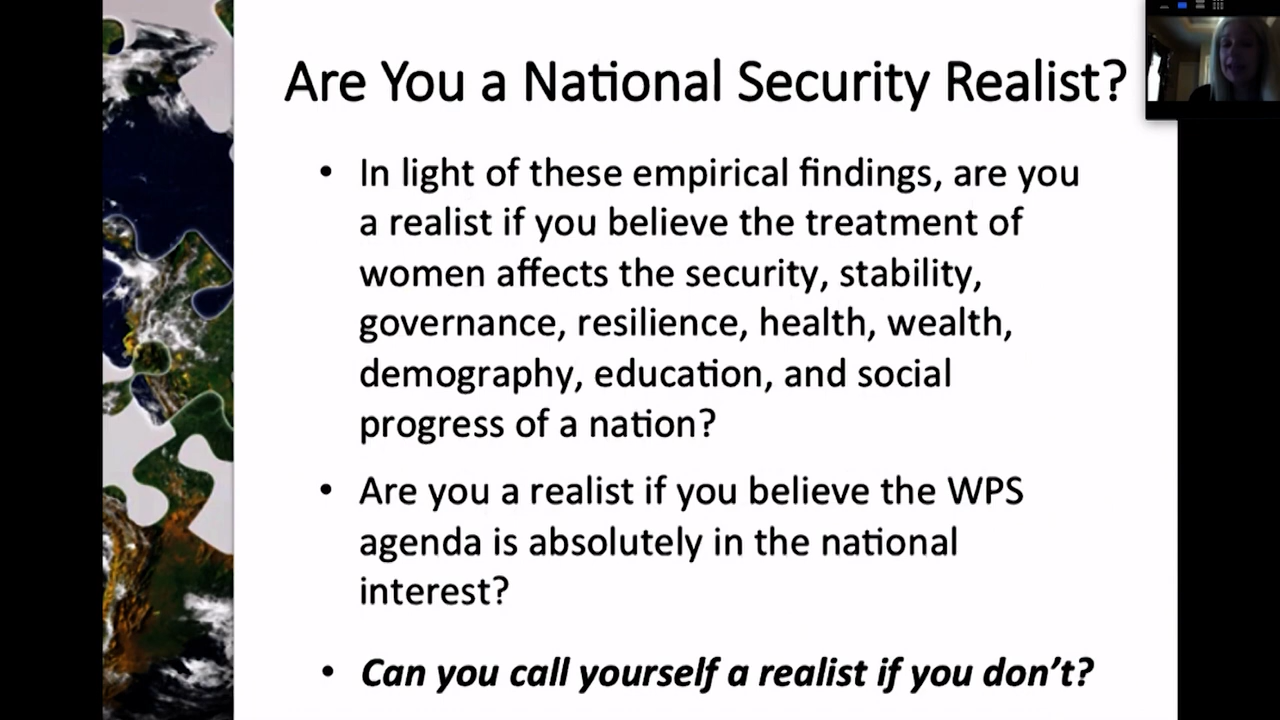 Are You a National Security Realist?
• In light of these empirical findings, are you
a realist if you believe the treatment of
women affects the security, stability,
governance, resilience, health, wealth,
demography, education, and social
progress of a nation?
• Are you a realist if you believe the WPS
agenda is absolutely in the national
interest?
• Can you call yourself a realist if you don’t?